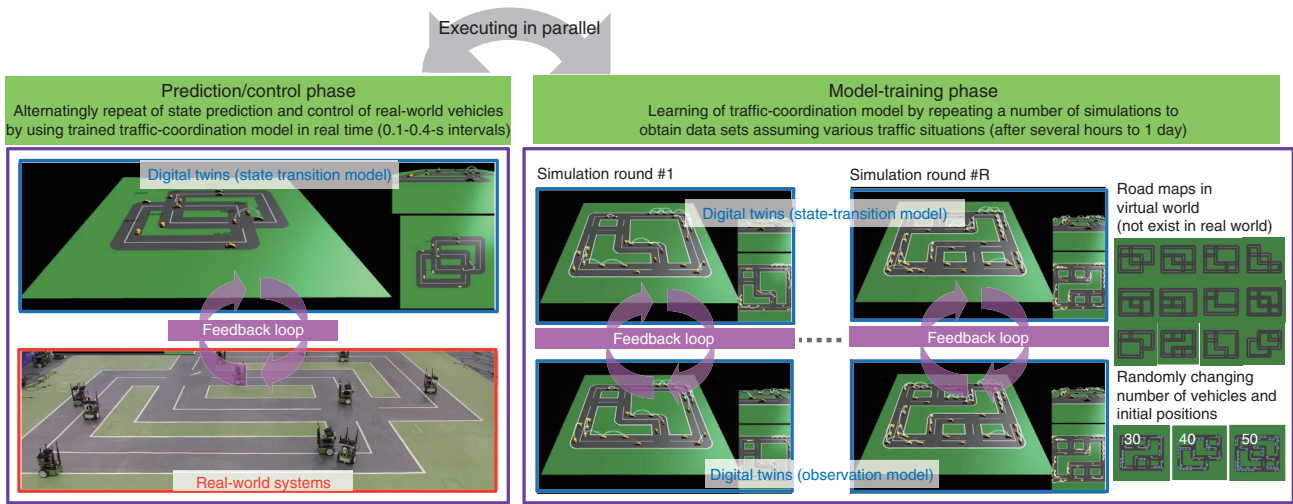 Executing in parallel
Prediction/control phase
Alternatingly repeat of state prediction and control of real-world vehicles
by using trained traffic-coordination model in real time (0.1-0.4-s intervals)
Digital twins (state transition model)
Feedback loop
Real-world systems
Model-training phase
Learning of traffic-coordination model by repeating a number of simulations to
obtain data sets assuming various traffic situations (after several hours to 1 day)
Simulation round #1
Simulation round #R
Digital twins (state-transition model)
Feedback loop
Feedback loop
Digital twins (observation model)
Road maps in
virtual world
(not exist in real world)
Randomly changing
number of vehicles and
initial positions
30
40
50